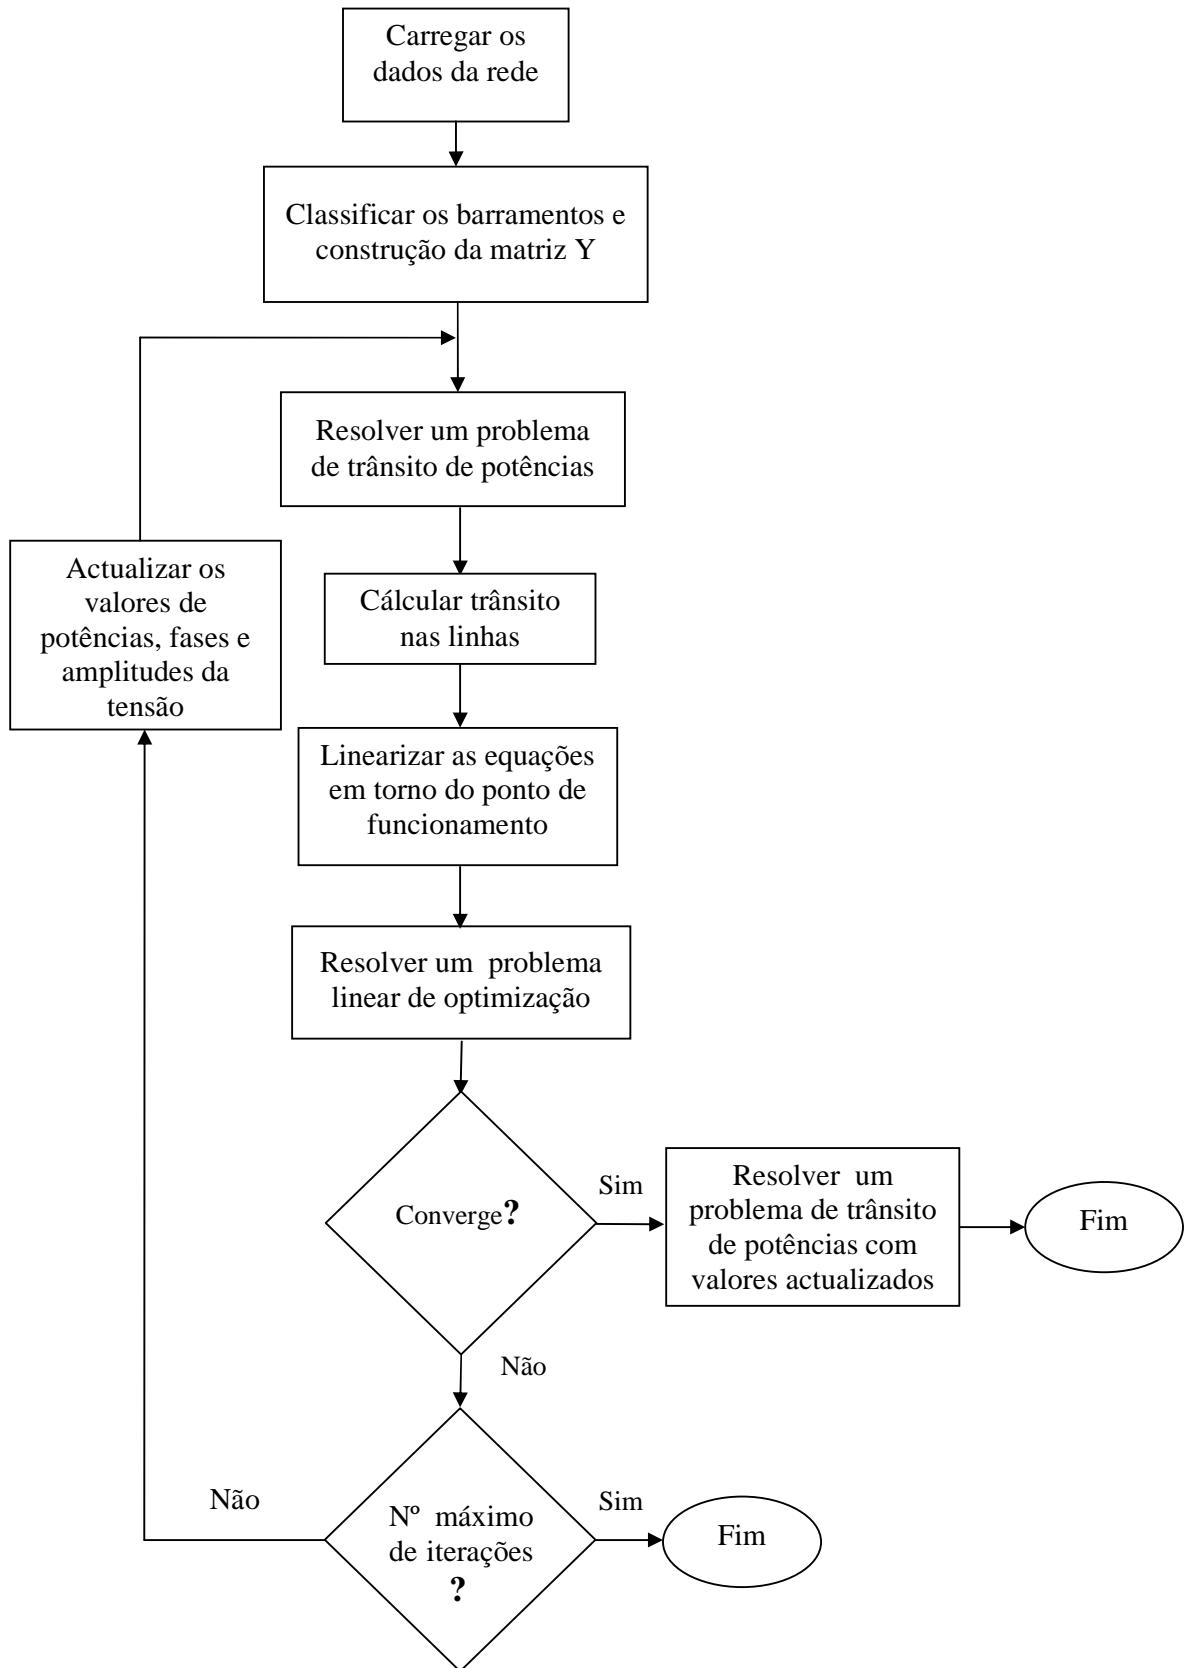 Carregar os
dados da rede
Classificar os barramentos e
construção da matriz Y
Resolver um problema
de trânsito de potências
Actualizar os
valores de
potências, fases e
amplitudes da
tensão
Cálcular trânsito
nas linhas
Linearizar as equações
em torno do ponto de
funcionamento
Resolver um problema
linear de optimização
Converge?
Sim
Resolver um
problema de trânsito
de potências com
valores actualizados
Fim
Não
Não
Nº máximo
de iterações
?
Sim
Fim